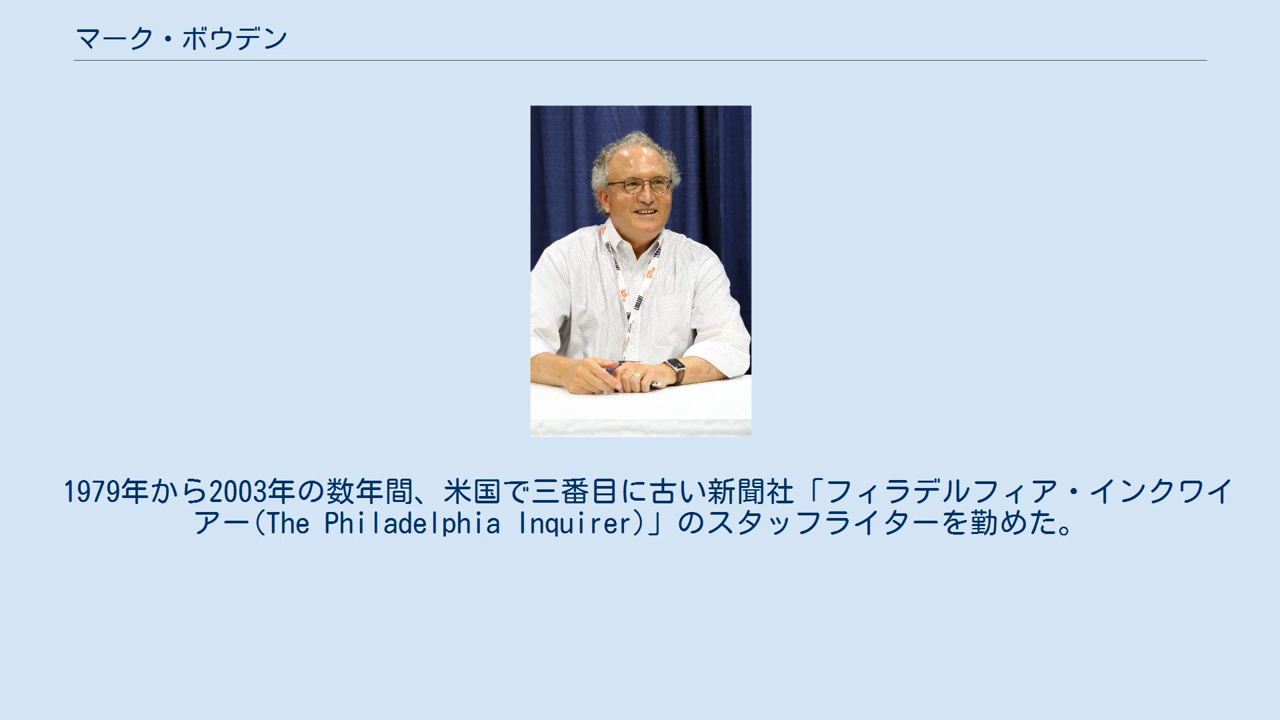 マーク・ボウデン
1979年から2003年の数年間、米国で三番目に古い新聞社「フィラデルフィア・インクワイ
アー(The Philadelphia Inquirer)」のスタッフライターを勤めた。